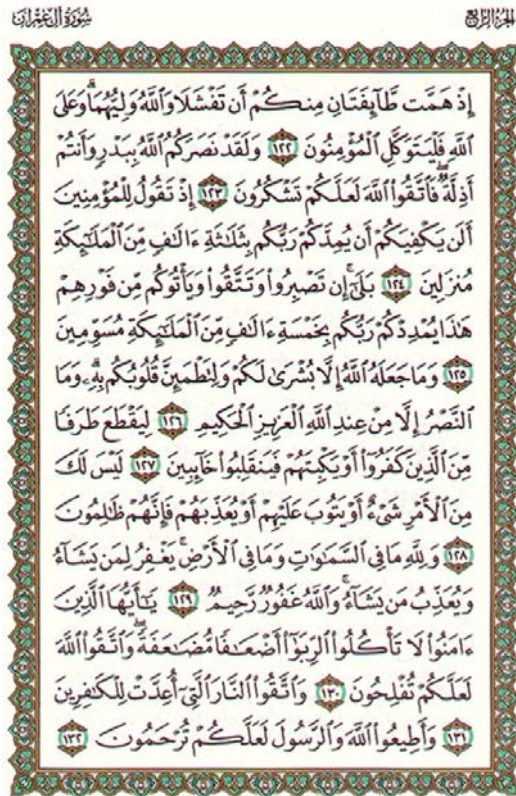 الجزء الرابع
سُورَةُ آلِ عِمْرَانَ
إِذْ هَمَّت طَّآئِفَتَانِ مِنكُمْ أَن تَفْشَلَا وَٱللَّهُ وَلِيُّهُمَا ۗ وَعَلَى
ٱللَّهِ فَلْيَتَوَكَّلِ ٱلْمُؤْمِنُونَ ١٢٢ وَلَقَدْ نَصَرَكُمُ ٱللَّهُ بِبَدْرٍ وَأَنتُمْ
أَذِلَّةٌ ۖ فَٱتَّقُوا۟ ٱللَّهَ لَعَلَّكُمْ تَشْكُرُونَ ١٢٣ إِذْ تَقُولُ لِلْمُؤْمِنِينَ
أَلَن يَكْفِيَكُمْ أَن يُمِدَّكُمْ رَبُّكُم بِثَلَٰثَةِ ءَالَٰفٍ مِّنَ ٱلْمَلَٰٓئِكَةِ
مُنزَلِينَ ١٢٤ بَلَىٰٓ ۚ إِن تَصْبِرُوا۟ وَتَتَّقُوا۟ وَيَأْتُوكُم مِّن فَوْرِهِمْ
هَٰذَا يُمْدِدْكُمْ رَبُّكُم بِخَمْسَةِ ءَالَٰفٍ مِّنَ ٱلْمَلَٰٓئِكَةِ مُسَوِّمِينَ
١٢٥ وَمَا جَعَلَهُ ٱللَّهُ إِلَّا بُشْرَىٰ لَكُمْ وَلِتَطْمَئِنَّ قُلُوبُكُم بِهِۦ ۗ وَمَا
ٱلنَّصْرُ إِلَّا مِنْ عِندِ ٱللَّهِ ٱلْعَزِيزِ ٱلْحَكِيمِ ١٢٦ لِيَقْطَعَ طَرَفًا
مِّنَ ٱلَّذِينَ كَفَرُوٓا۟ أَوْ يَكْبِتَهُمْ فَيَنقَلِبُوا۟ خَآئِبِينَ ١٢٧ لَيْسَ لَكَ
مِنَ ٱلْأَمْرِ شَىْءٌ أَوْ يَتُوبَ عَلَيْهِمْ أَوْ يُعَذِّبَهُمْ فَإِنَّهُمْ ظَٰلِمُونَ
١٢٨ وَلِلَّهِ مَا فِى ٱلسَّمَٰوَٰتِ وَمَا فِى ٱلْأَرْضِ ۚ يَغْفِرُ لِمَن يَشَآءُ
وَيُعَذِّبُ مَن يَشَآءُ ۚ وَٱللَّهُ غَفُورٌ رَّحِيمٌ ١٢٩ يَٰٓأَيُّهَا ٱلَّذِينَ
ءَامَنُوا۟ لَا تَأْكُلُوا۟ ٱلرِّبَوٰٓا۟ أَضْعَٰفًا مُّضَٰعَفَةً ۖ وَٱتَّقُوا۟ ٱللَّهَ
لَعَلَّكُمْ تُفْلِحُونَ ١٣٠ وَٱتَّقُوا۟ ٱلنَّارَ ٱلَّتِىٓ أُعِدَّتْ لِلْكَٰفِرِينَ
١٣١ وَأَطِيعُوا۟ ٱللَّهَ وَٱلرَّسُولَ لَعَلَّكُمْ تُرْحَمُونَ ١٣٢